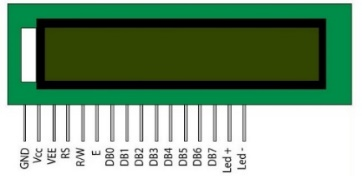 GND
Vcc
VEE
RS
R/W
E
DB0
DB1
DB2
DB3
DB4
DB5
DB6
DB7
Led +
Led -